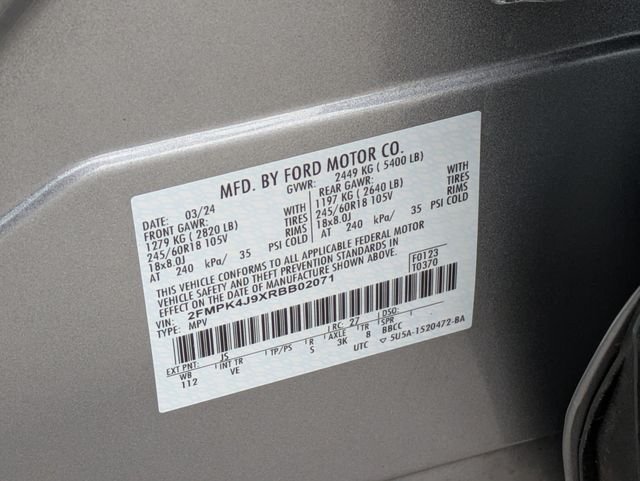 MFD. BY FORD MOTOR CO.
DATE: 03/24 GVWR: 2449 KG ( 5400 LB)
FRONT GAWR: WITH REAR GAWR: WITH
1279 KG ( 2820 LB) TIRES 1197 KG ( 2640 LB) TIRES
245/60R18 105V RIMS 245/60R18 105V RIMS
18x8.0J 18x8.0J
AT 240 kPa/ 35 PSI COLD AT 240 kPa/ 35 PSI COLD
THIS VEHICLE CONFORMS TO ALL APPLICABLE FEDERAL MOTOR
VEHICLE SAFETY AND THEFT PREVENTION STANDARDS IN
EFFECT ON THE DATE OF MANUFACTURE SHOWN ABOVE.
VIN: 2FMPK4J9XRBB02071 F0123
TYPE: MPV T0370
EXT PNT: JS RC: 27 DSO:
WB INT TR TP/PS R AXLE TR SPR
112 VE S 3K 8 BBCC
UTC ▽ 5U5A-1520472-BA